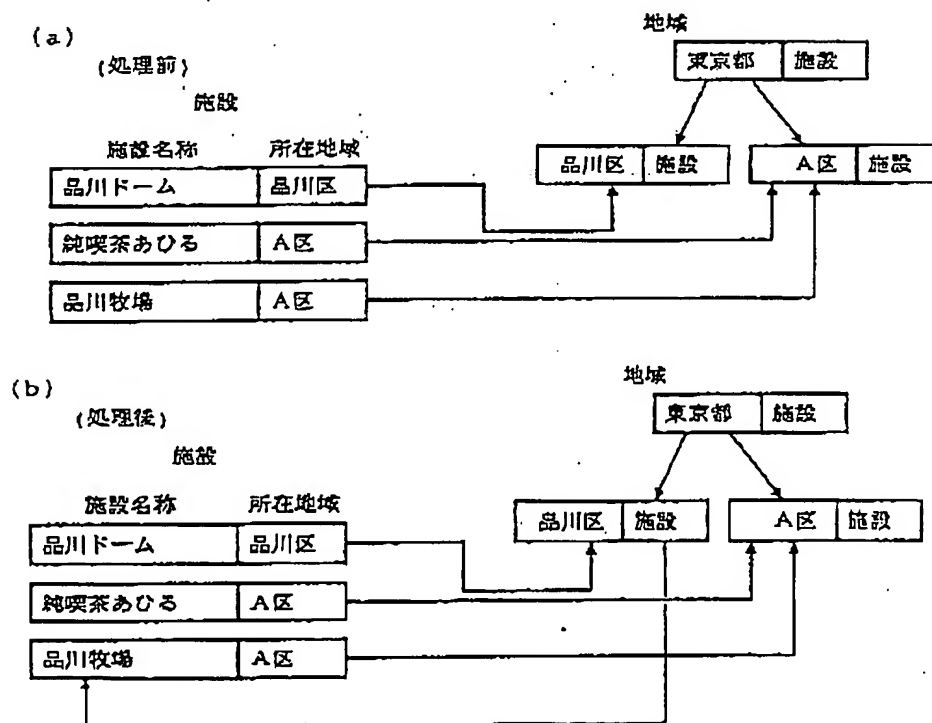 (a)
(処理前)
地域
東京都 施設
施設
施設名称 所在地域
品川区 施設 A区 施設
品川ドーム 品川区
純喫茶あひる A区
品川牧場 A区
(b)
(処理後)
地域
東京都 施設
施設
施設名称 所在地域
品川区 施設 A区 施設
品川ドーム 品川区
純喫茶あひる A区
品川牧場 A区